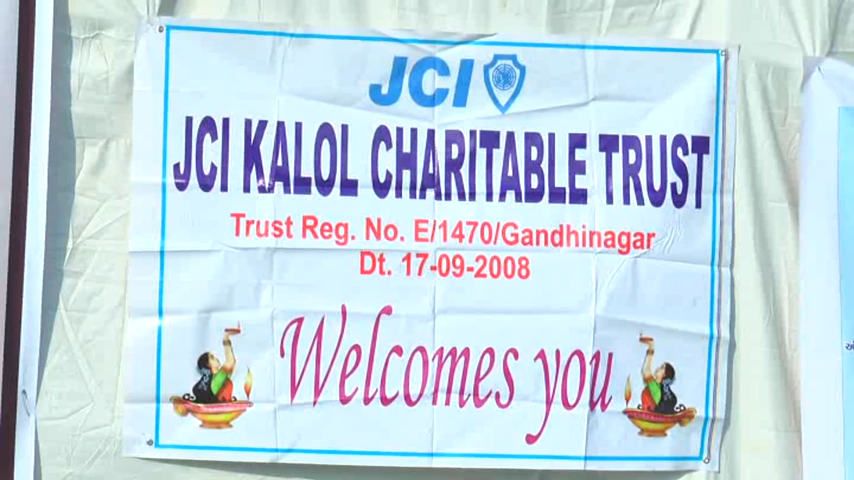 JCI
JCI KALOL CHARITABLE TRUST
Trust Reg. No. E/1470/Gandhinagar
Dt. 17-09-2008
Welcomes you